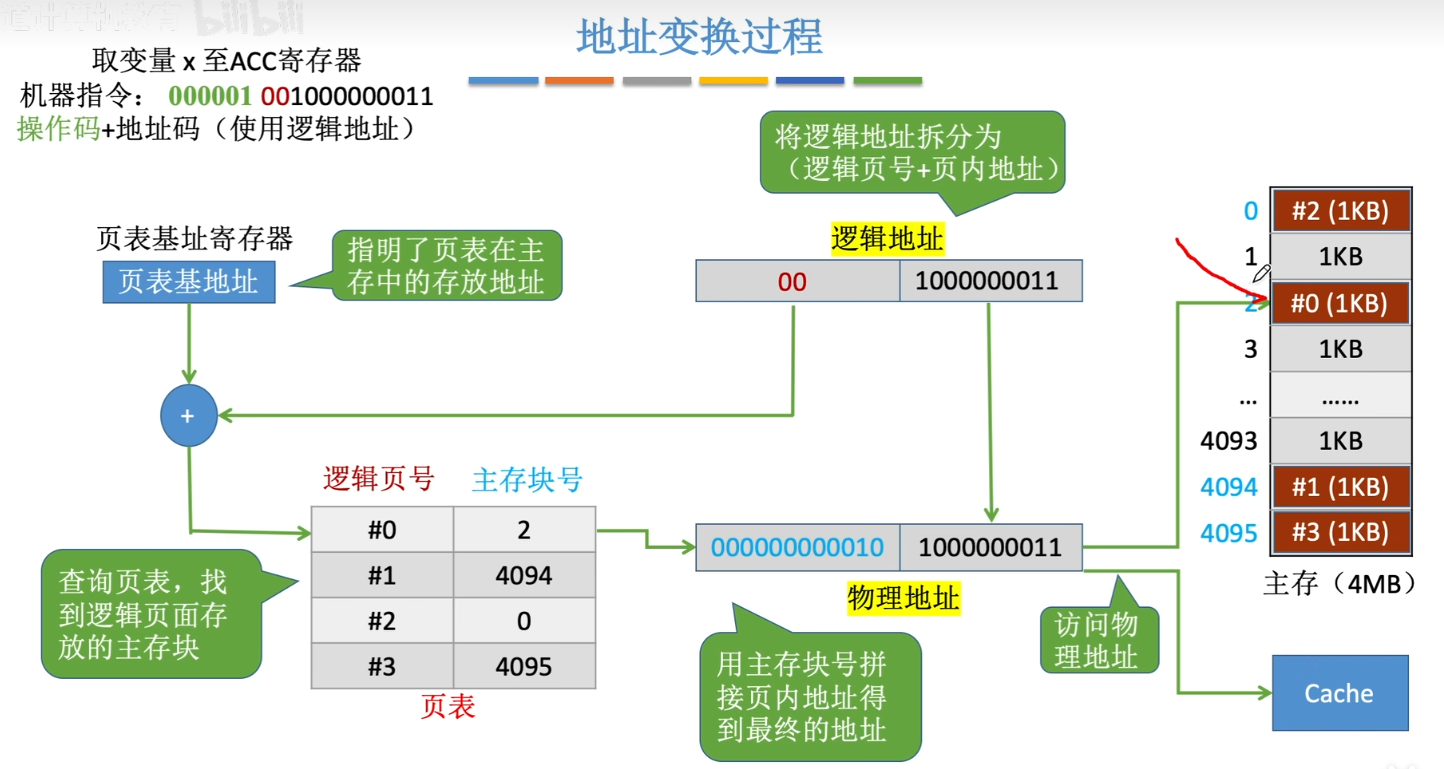 bilibili
地址变换过程
取变量 x 至ACC寄存器
机器指令： 000001 001000000011
操作码+地址码（使用逻辑地址）
将逻辑地址拆分为
（逻辑页号+页内地址）
页表基址寄存器
页表基地址
指明了页表在主
存中的存放地址
逻辑地址
00 1000000011
+
逻辑页号 主存块号
#0 2
#1 4094
#2 0
#3 4095
页表
查询页表，找
到逻辑页面存
放的主存块
000000000010 1000000011
物理地址
用主存块号拼
接页内地址得
到最终的地址
访问物
理地址
0 #2 (1KB)
1 1KB
2 #0 (1KB)
3 1KB
... ......
4093 1KB
4094 #1 (1KB)
4095 #3 (1KB)
主存（4MB）
Cache